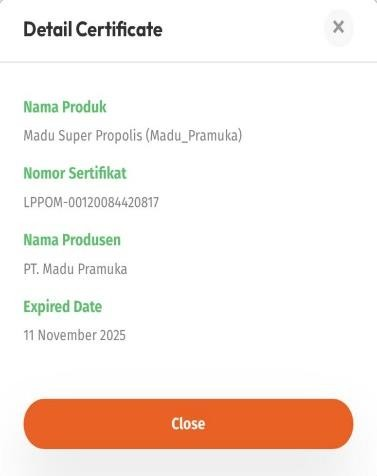 Detail Certificate
X
Nama Produk
Madu Super Propolis (Madu_Pramuka)
Nomor Sertifikat
LPPOM-00120084420817
Nama Produsen
PT. Madu Pramuka
Expired Date
11 November 2025
Close